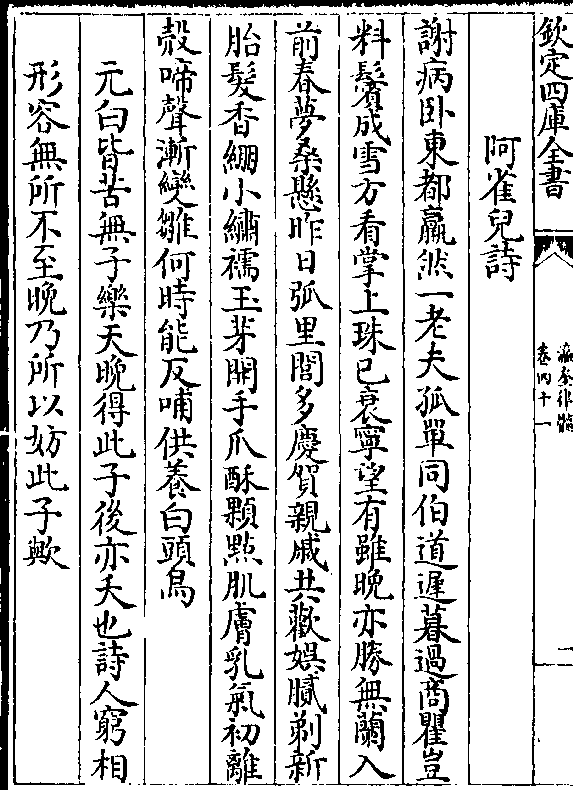 欽定四庫全書
瀛奎律髓
卷四十一
一
阿雀兒詩
謝病卧東都羸然一老夫孤單同伯道遲暮過商瞿豈
料鬢成雪方看掌上珠已衰寧望有雖晚亦勝無蘭入
前春夢桑懸昨日弧里閭多慶賀親戚共歡娛膩剃新
胎髮香綳小繡襦玉芽開手爪酥顆點肌膚乳氣初離
殻啼聲漸變雛何時能反哺供養白頭烏
元白皆苦無子樂天晚得此子後亦夭也詩人窮相
形容無所不至晚乃所以妨此子歟